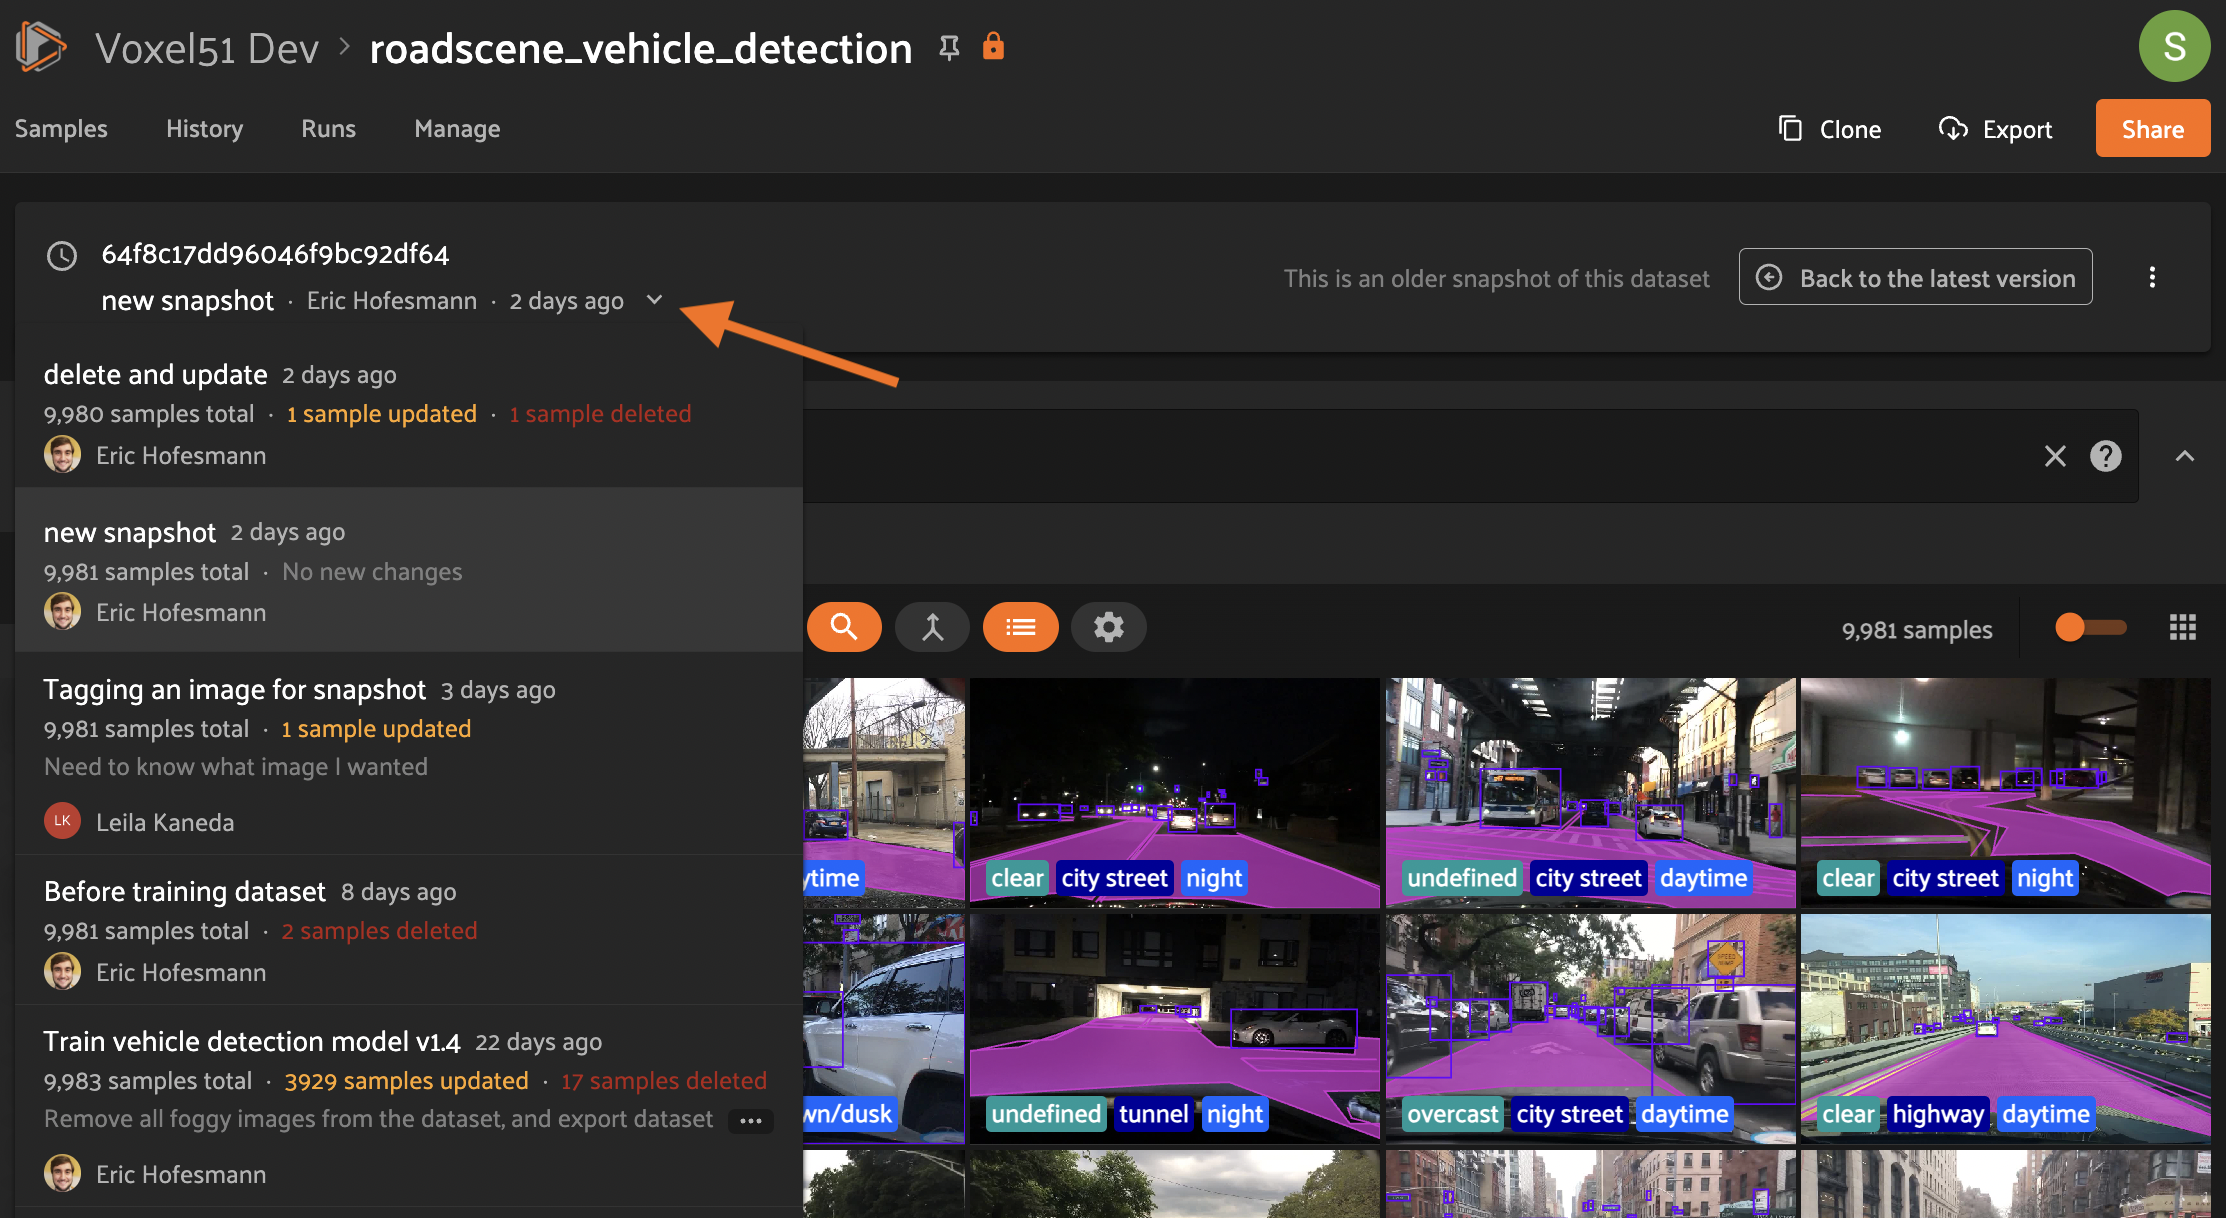 Voxel51 Dev > roadscene_vehicle_detection
S
Samples History Runs Manage
Clone Export Share
64f8c17dd96046f9bc92df64
new snapshot · Eric Hofesmann · 2 days ago
This is an older snapshot of this dataset
Back to the latest version
delete and update 2 days ago
9,980 samples total · 1 sample updated · 1 sample deleted
Eric Hofesmann
new snapshot 2 days ago
9,981 samples total · No new changes
Eric Hofesmann
Tagging an image for snapshot 3 days ago
9,981 samples total · 1 sample updated
Need to know what image I wanted
LK Leila Kaneda
Before training dataset 8 days ago
9,981 samples total · 2 samples deleted
Eric Hofesmann
Train vehicle detection model v1.4 22 days ago
9,983 samples total · 3929 samples updated · 17 samples deleted
Remove all foggy images from the dataset, and export dataset ...
Eric Hofesmann
?
9,981 samples
ytime
clear city street night
undefined city street daytime
clear city street night
wn/dusk
undefined tunnel night
overcast city street daytime
clear highway daytime